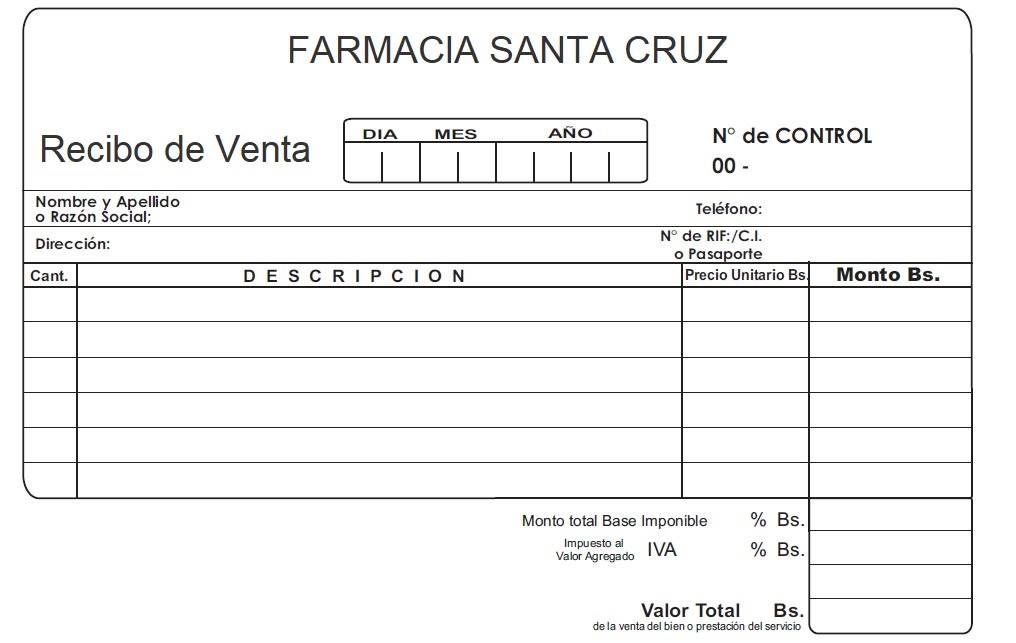 FARMACIA SANTA CRUZ
Recibo de Venta
DIA MES AÑO
N° de CONTROL
00 -
Nombre y Apellido
o Razón Social;
Teléfono:
Dirección:
N° de RIF:/C.I.
o Pasaporte
Cant. DESCRIPCION Precio Unitario Bs. Monto Bs.
Monto total Base Imponible % Bs.
Impuesto al
Valor Agregado IVA % Bs.
Valor Total Bs.
de la venta del bien o prestación del servicio